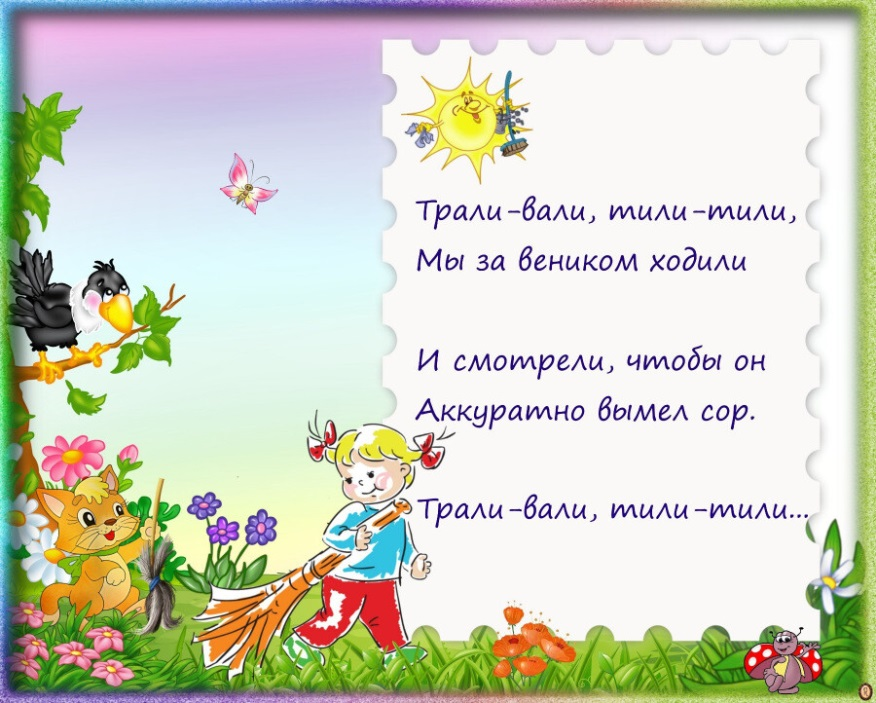 Трали-вали, тили-тили,
Мы за веником ходили
И смотрели, чтобы он
Аккуратно вымел сор.
Трали-вали, тили-тили...